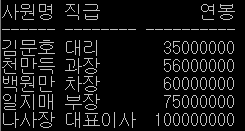 사원명 직급 연봉
------ -------- ----------
김문호 대리 35000000
천만득 과장 56000000
백원만 차장 60000000
일지매 부장 75000000
나사장 대표이사 100000000